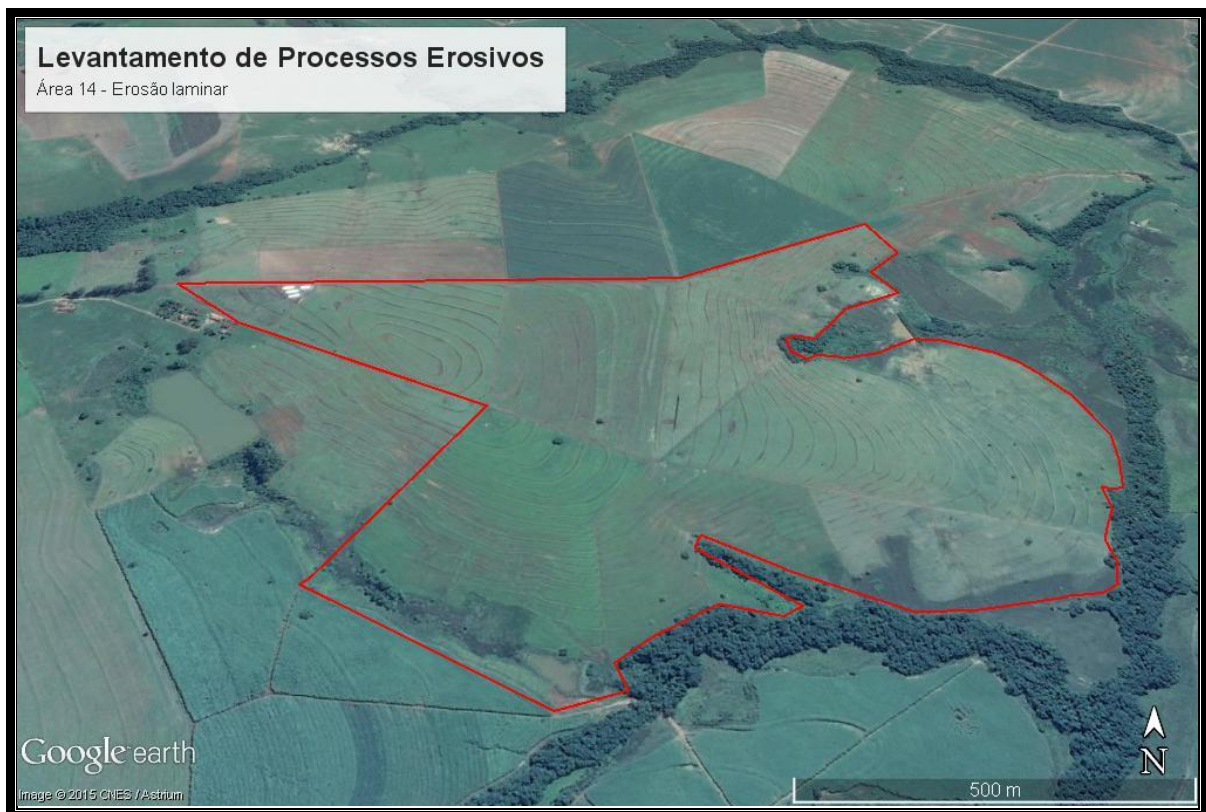 Levantamento de Processos Erosivos
Área 14 - Erosão laminar
N
500 m
Google earth
Image © 2015 CNES / Astrium